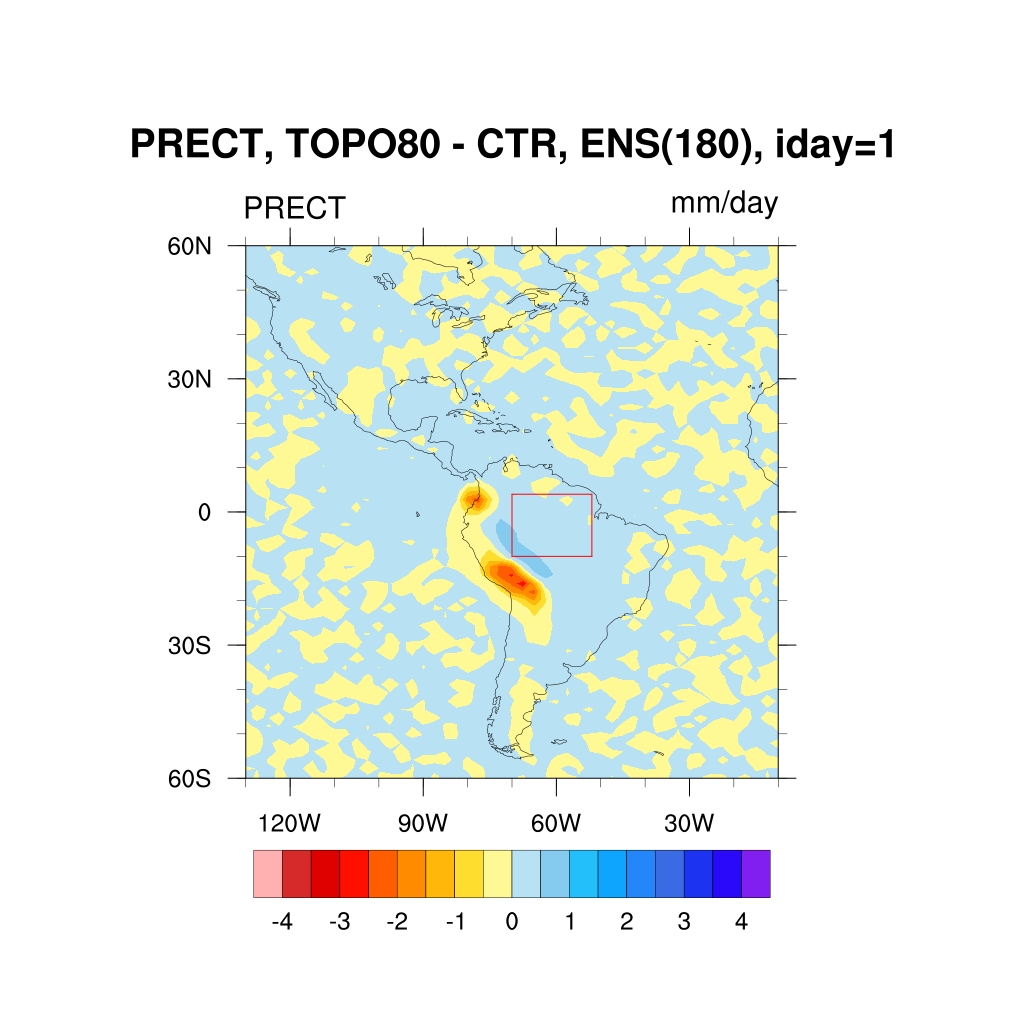 PRECT, TOPO80 - CTR, ENS(180), iday=1
PRECT mm/day
60N
30N
0
30S
60S
120W 90W 60W 30W
-4 -3 -2 -1 0 1 2 3 4